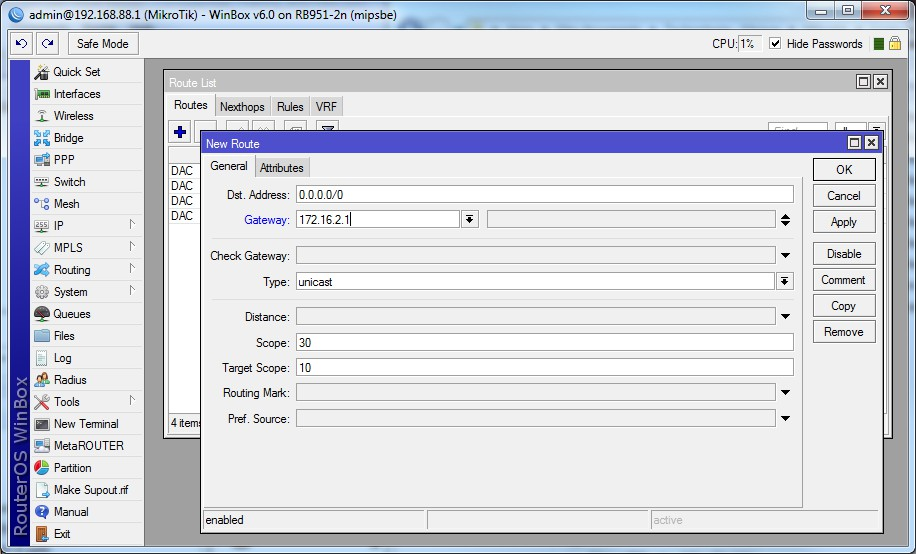 admin@192.168.88.1 (MikroTik) - WinBox v6.0 on RB951-2n (mipsbe)
Safe Mode CPU: 1% Hide Passwords
RouterOS WinBox
Quick Set
Interfaces
Wireless
Bridge
PPP
Switch
Mesh
IP
MPLS
Routing
System
Queues
Files
Log
Radius
Tools
New Terminal
MetaROUTER
Partition
Make Supout.rif
Manual
Exit
Route List
Routes Nexthops Rules VRF
DAC
DAC
DAC
DAC
4 items
New Route
General Attributes
Dst. Address: 0.0.0.0/0
Gateway: 172.16.2.1
Check Gateway:
Type: unicast
Distance:
Scope: 30
Target Scope: 10
Routing Mark:
Pref. Source:
OK
Cancel
Apply
Disable
Comment
Copy
Remove
enabled active